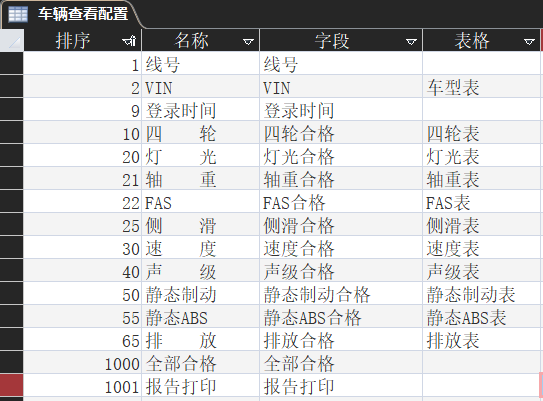 车辆查看配置
排序 名称 字段 表格
1 线号 线号
2 VIN VIN 车型表
9 登录时间 登录时间
10 四　　轮 四轮合格 四轮表
20 灯　　光 灯光合格 灯光表
21 轴　　重 轴重合格 轴重表
22 FAS FAS合格 FAS表
25 侧　　滑 侧滑合格 侧滑表
30 速　　度 速度合格 速度表
40 声　　级 声级合格 声级表
50 静态制动 静态制动合格 静态制动表
55 静态ABS 静态ABS合格 静态ABS表
65 排　　放 排放合格 排放表
1000 全部合格 全部合格
1001 报告打印 报告打印